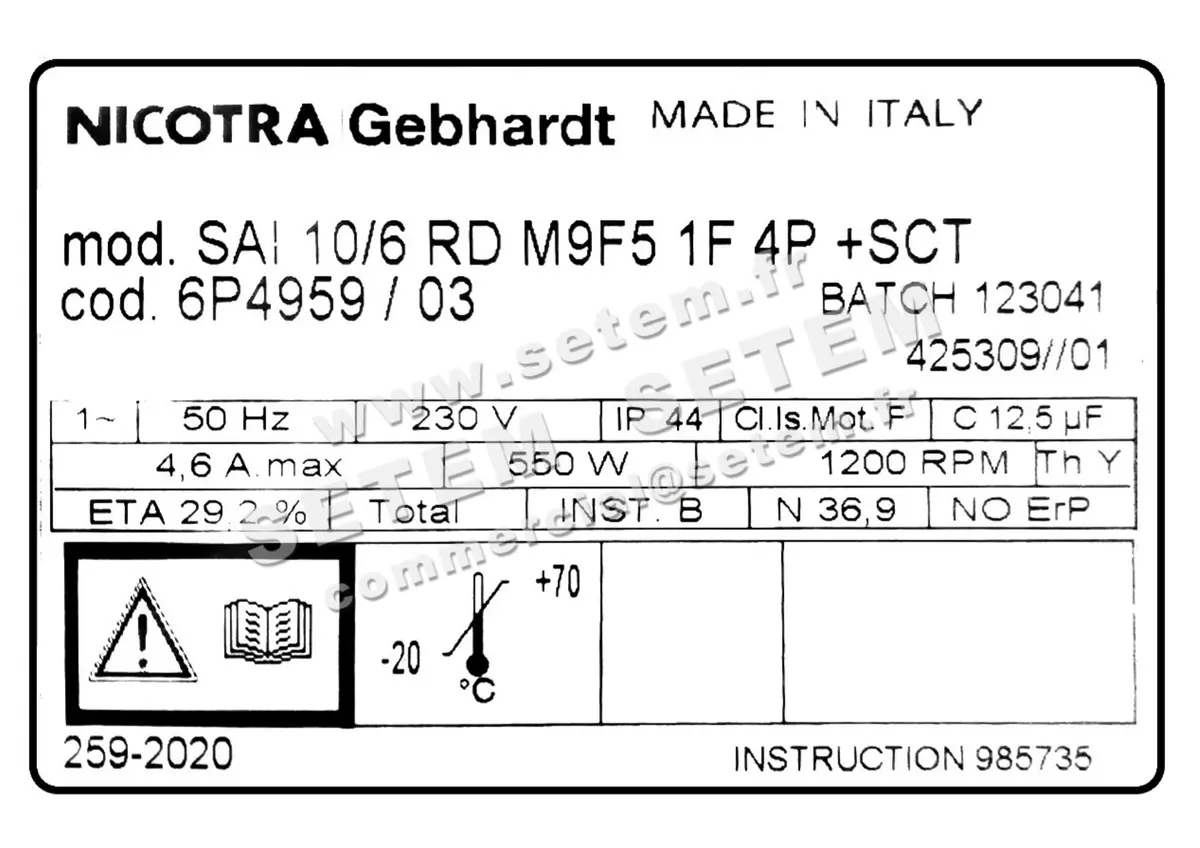 NICOTRA Gebhardt MADE IN ITALY
mod. SAI 10/6 RD M9F5 1F 4P +SCT
cod. 6P4959 / 03 BATCH 123041
425309//01
1~ 50 Hz 230 V IP 44 Cl.Is.Mot. F C 12,5 µF
4,6 A.max 550 W 1200 RPM Th Y
ETA 29.2 % Total INST. B N 36,9 NO ErP
+70
-20
°C
259-2020 INSTRUCTION 985735
www.setem.fr
SETEM SETEM SETEM
commercial@setem.fr